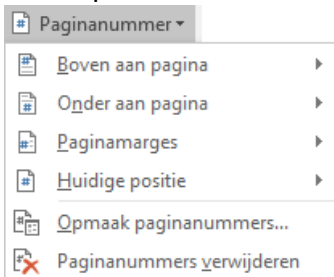 Paginanummer
Boven aan pagina
Onder aan pagina
Paginamarges
Huidige positie
Opmaak paginanummers...
Paginanummers verwijderen